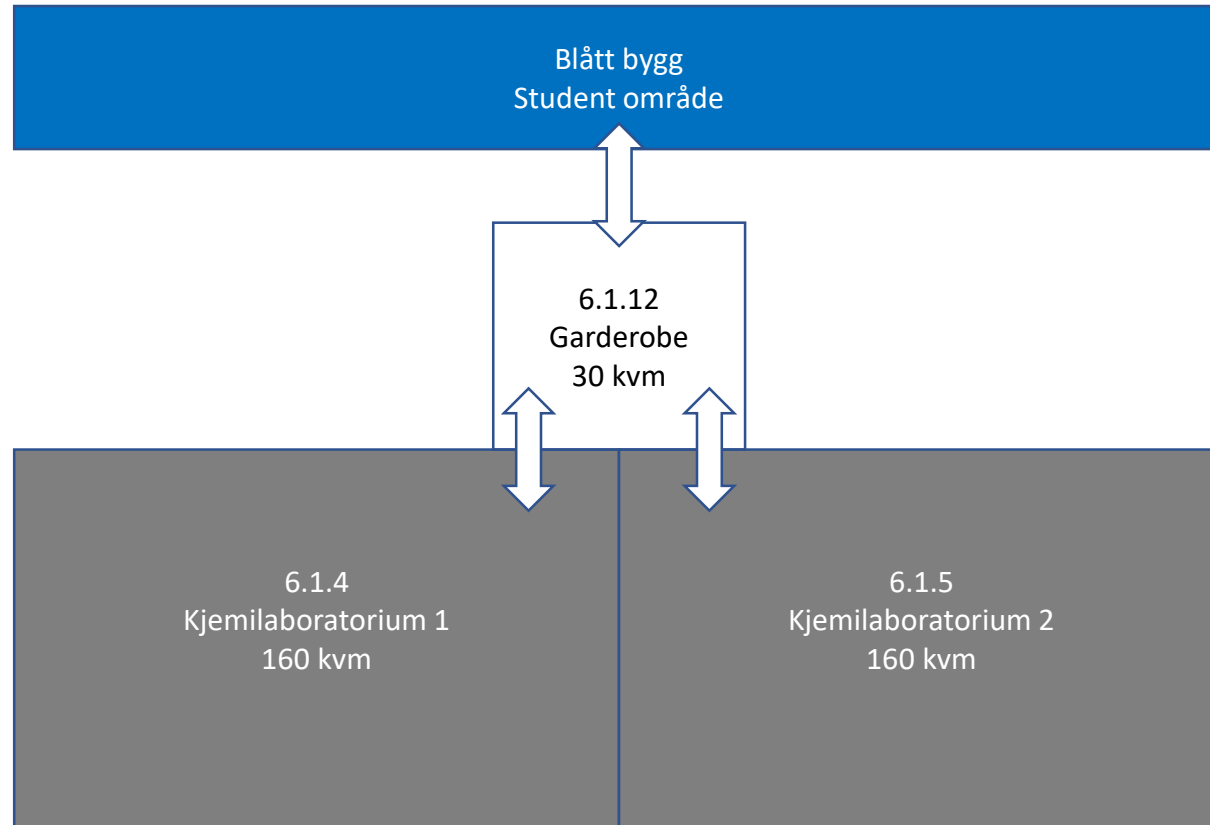 Blått bygg
Student område
6.1.12
Garderobe
30 kvm
6.1.4
Kjemilaboratorium 1
160 kvm
6.1.5
Kjemilaboratorium 2
160 kvm